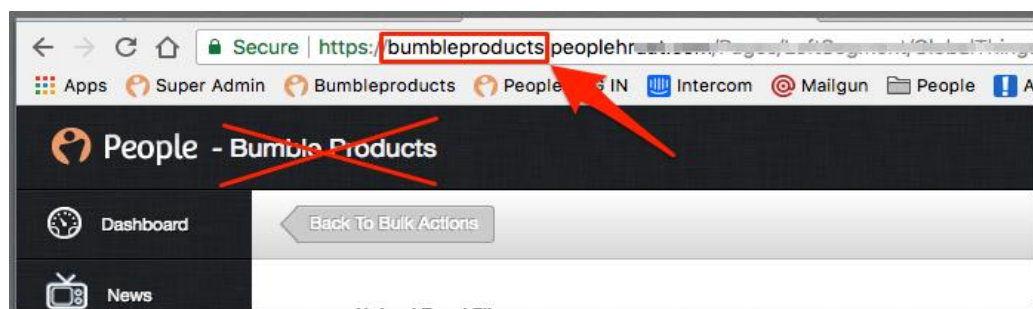 Secure | https://bumbleproducts.peoplehr
Apps Super Admin Bumbleproducts People IN Intercom Mailgun People
People - Bumble Products
Dashboard
Back To Bulk Actions
News